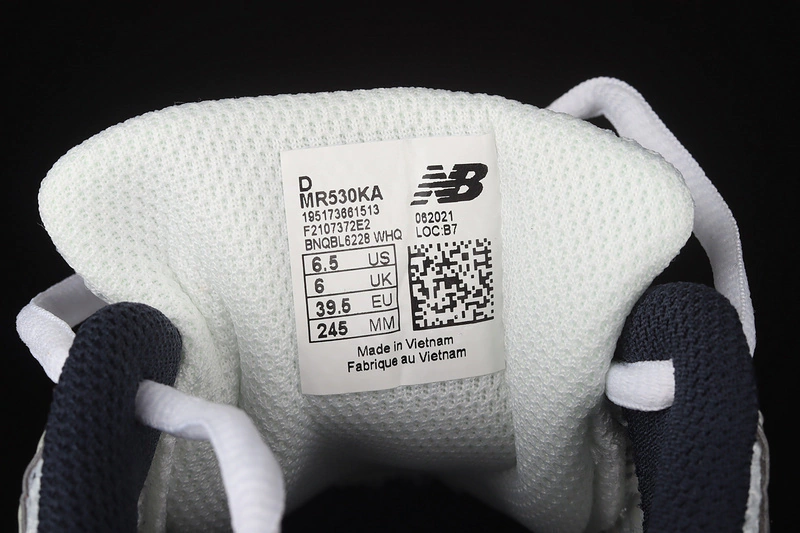 D
MR530KA
195173661513
F2107372E2
BNQBL6228 WHQ
NB
062021
LOC:B7
6.5 US
6 UK
39.5 EU
245 MM
Made in Vietnam
Fabrique au Vietnam